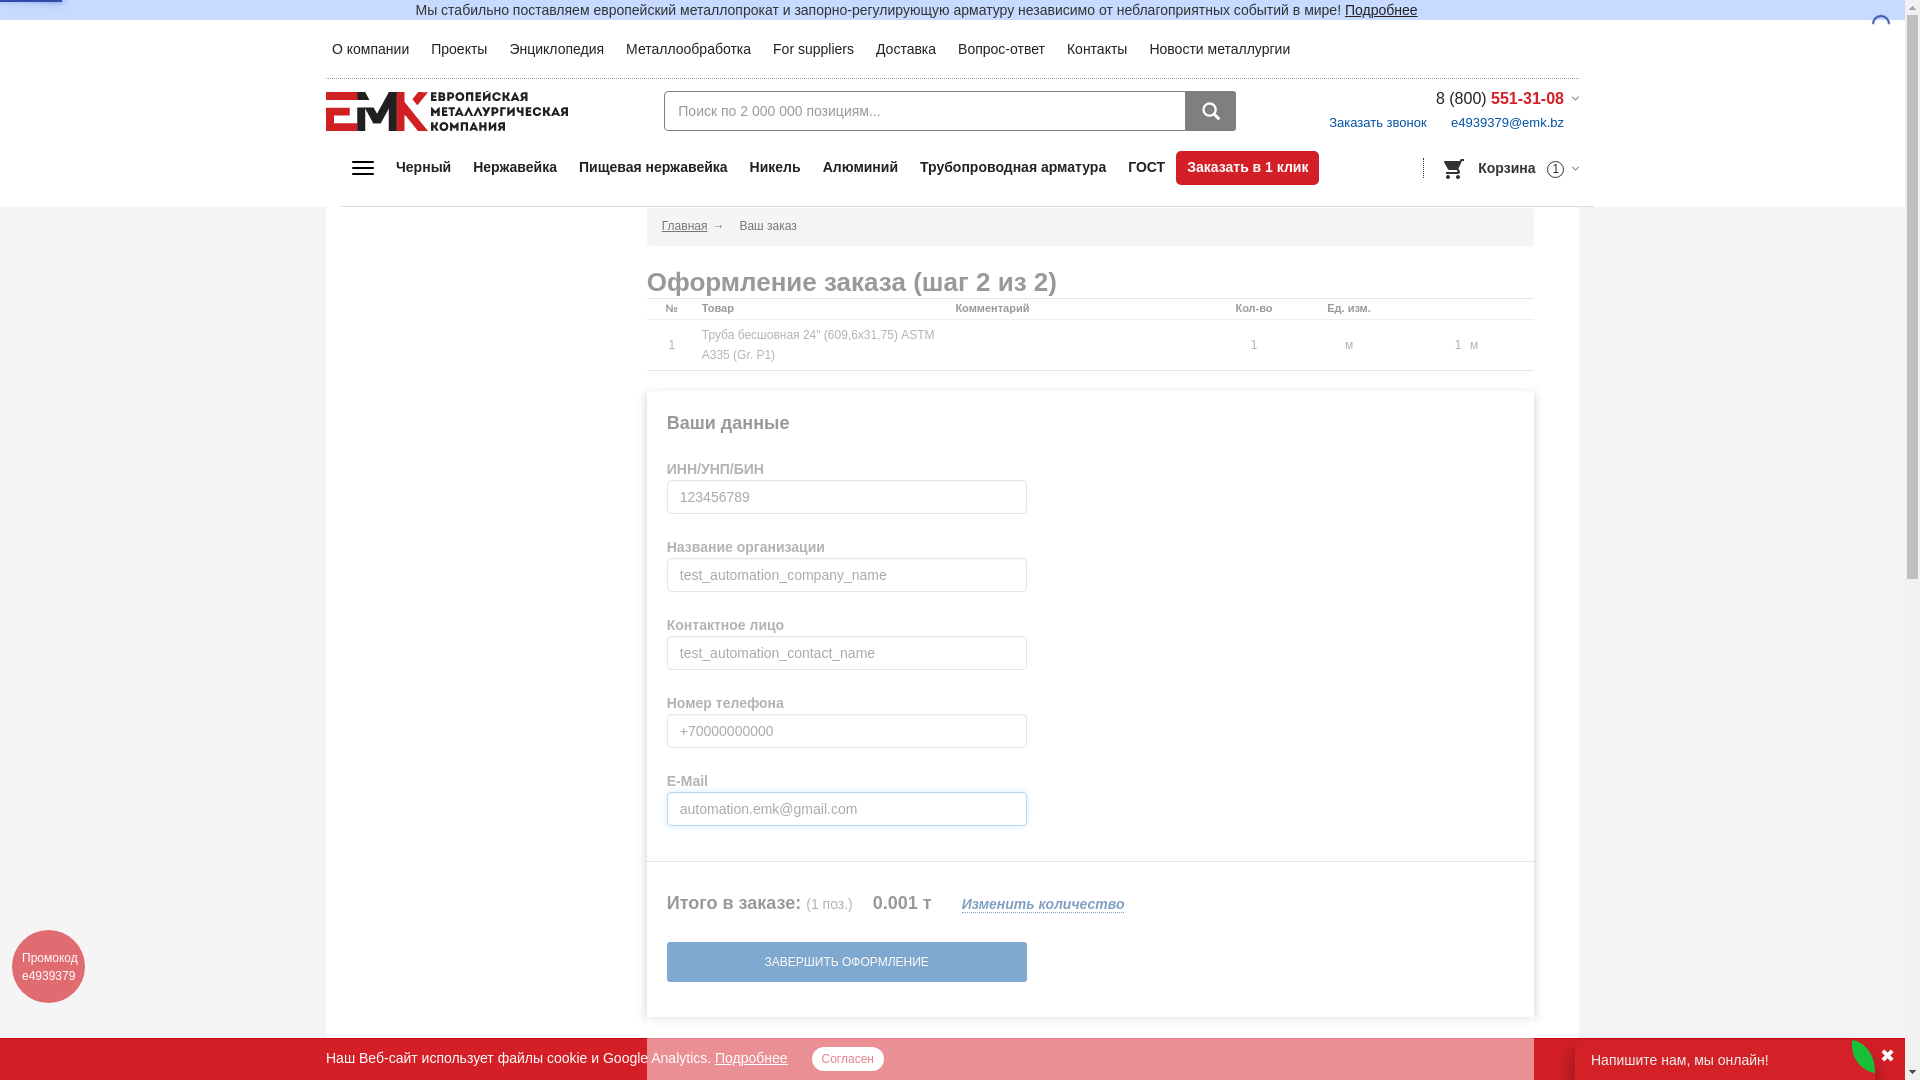 Мы стабильно поставляем европейский металлопрокат и запорно-регулирующую арматуру независимо от неблагоприятных событий в мире! Подробнее
О компании Проекты Энциклопедия Металлообработка For suppliers Доставка Вопрос-ответ Контакты Новости металлургии
ЕМК ЕВРОПЕЙСКАЯ
МЕТАЛЛУРГИЧЕСКАЯ
КОМПАНИЯ
Поиск по 2 000 000 позициям...
8 (800) 551-31-08
Заказать звонок e4939379@emk.bz
Черный Нержавейка Пищевая нержавейка Никель Алюминий Трубопроводная арматура ГОСТ Заказать в 1 клик Корзина 1
Главная → Ваш заказ
Оформление заказа (шаг 2 из 2)
№ Товар Комментарий Кол-во Ед. изм.
1 Труба бесшовная 24" (609,6х31,75) ASTM
A335 (Gr. P1) 1 м 1 м
Ваши данные
ИНН/УНП/БИН
123456789
Название организации
test_automation_company_name
Контактное лицо
test_automation_contact_name
Номер телефона
+70000000000
E-Mail
automation.emk@gmail.com
Итого в заказе: (1 поз.) 0.001 т Изменить количество
ЗАВЕРШИТЬ ОФОРМЛЕНИЕ
Промокод
e4939379
Наш Веб-сайт использует файлы cookie и Google Analytics. Подробнее Согласен
Напишите нам, мы онлайн!